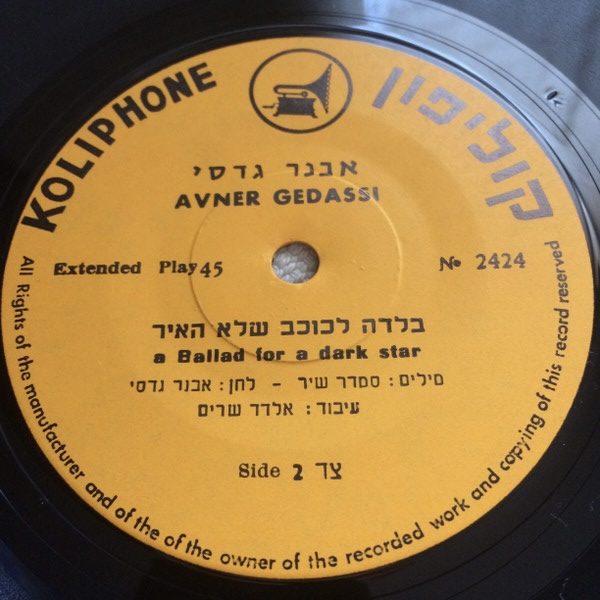 KOLIPHONE
קוליפון
אבנר גדסי
AVNER GEDASSI
Extended Play 45
№ 2424
בלדה לכוכב שלא האיר
a Ballad for a dark star
מילים: סמדר שיר - לחן: אבנר גדסי
עיבוד: אלדד שרים
Side 2 צד
All Rights of the manufacturer and of the of the owner of the recorded work and copying of this record reserved